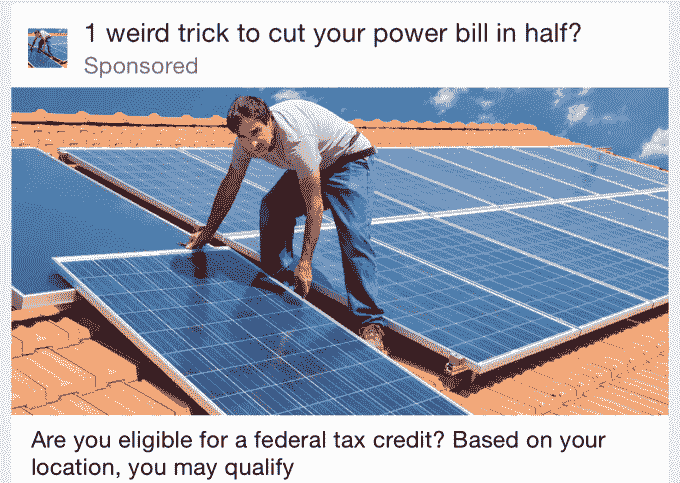 1 weird trick to cut your power bill in half?
Sponsored
Are you eligible for a federal tax credit? Based on your
location, you may qualify